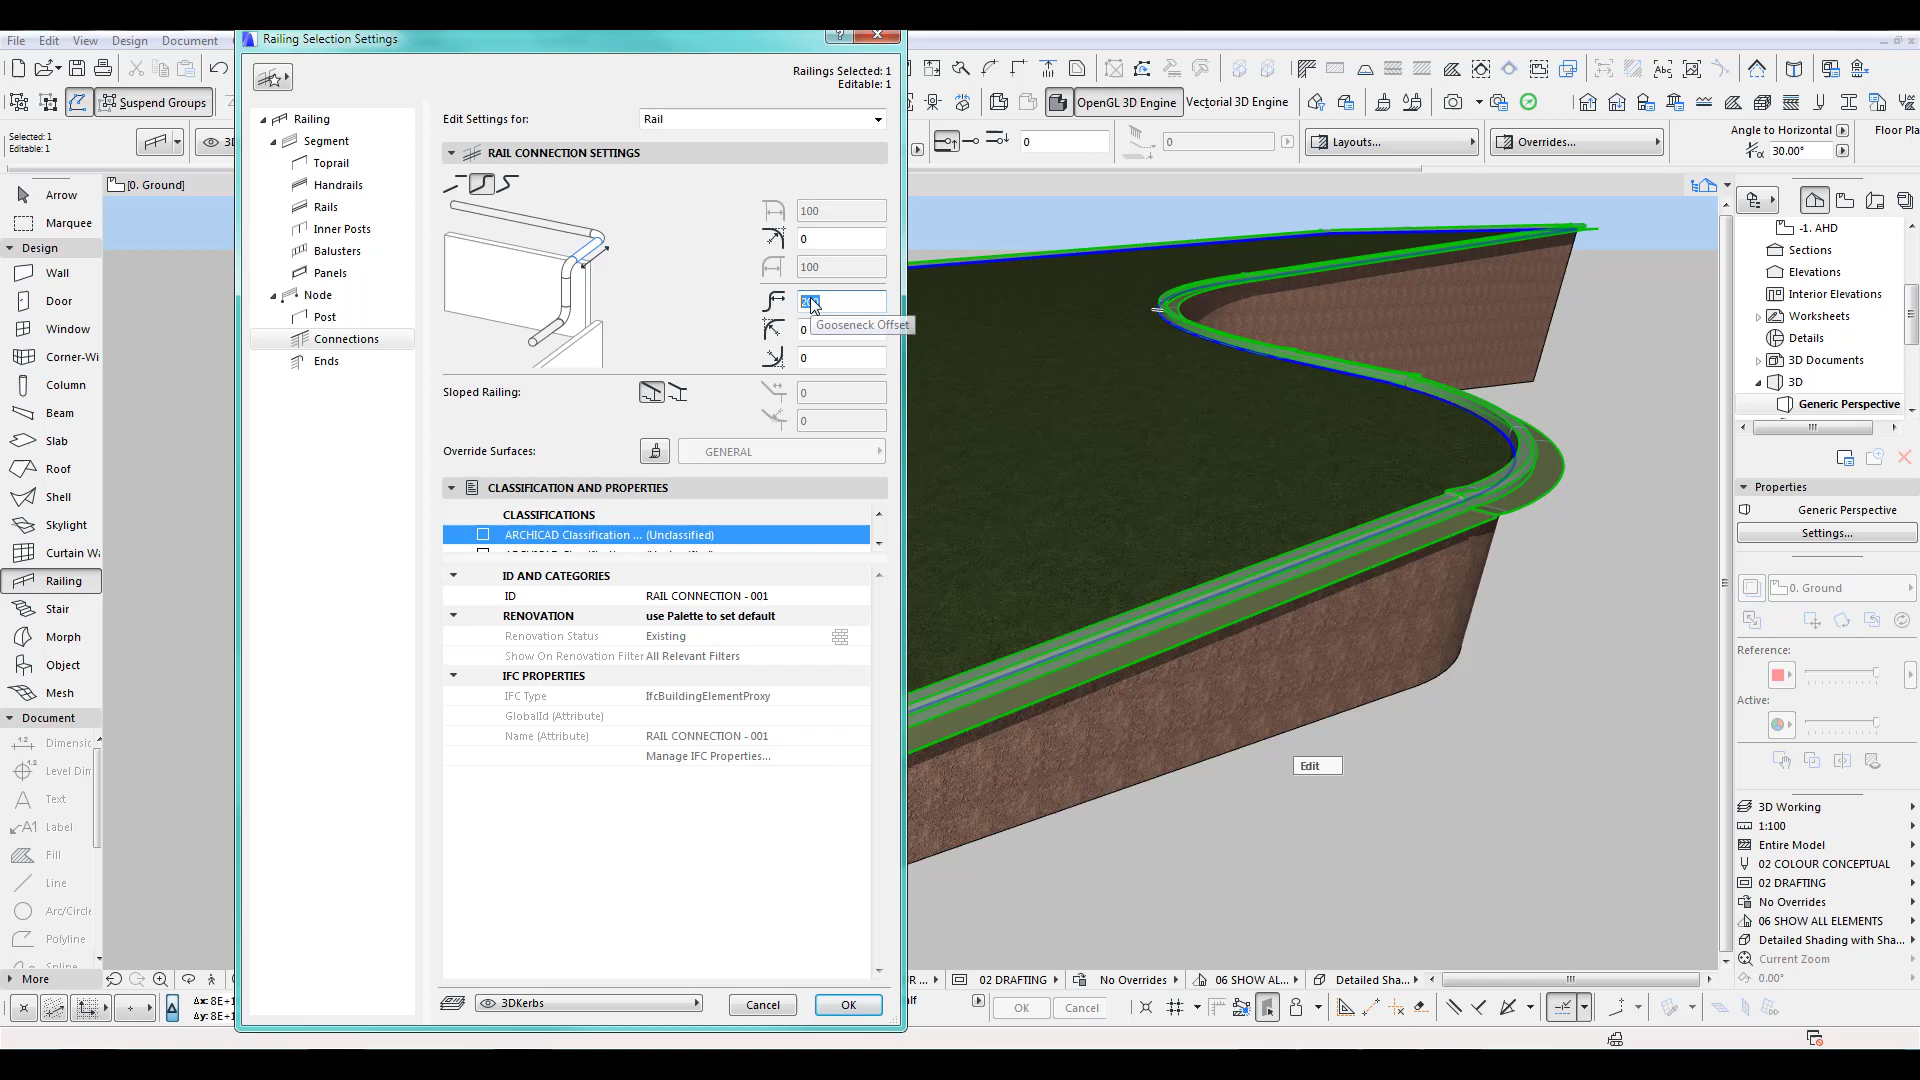 Railing Selection Settings
File Edit View Design Document
Railings Selected: 1
Editable: 1
Suspend Groups
OpenGL 3D Engine
Vectorial 3D Engine
Selected: 1
Editable: 1
0
0
Layouts...
Overrides...
Angle to Horizontal
30.00°
Floor Pla
[0. Ground]
Arrow
Marquee
Design
Wall
Door
Window
Corner-Wi
Column
Beam
Slab
Roof
Shell
Skylight
Curtain Wa
Railing
Stair
Morph
Object
Mesh
Document
Dimensic
Level Dim
Text
Label
Fill
Line
Arc/Circle
Polyline
More
Railing
Segment
Toprail
Handrails
Rails
Inner Posts
Balusters
Panels
Node
Post
Connections
Ends
Edit Settings for:
Rail
RAIL CONNECTION SETTINGS
100
0
100
Gooseneck Offset
0
0
Sloped Railing:
0
0
Override Surfaces:
GENERAL
CLASSIFICATION AND PROPERTIES
CLASSIFICATIONS
ARCHICAD Classification ... (Unclassified)
ID AND CATEGORIES
ID RAIL CONNECTION - 001
RENOVATION use Palette to set default
Renovation Status Existing
Show On Renovation Filter All Relevant Filters
IFC PROPERTIES
IFC Type IfcBuildingElementProxy
GlobalId (Attribute)
Name (Attribute) RAIL CONNECTION - 001
Manage IFC Properties...
3DKerbs
Cancel
OK
Edit
-1. AHD
Sections
Elevations
Interior Elevations
Worksheets
Details
3D Documents
3D
Generic Perspective
Properties
Generic Perspective
Settings...
0. Ground
Reference:
Active:
3D Working
1:100
Entire Model
02 COLOUR CONCEPTUAL
02 DRAFTING
No Overrides
06 SHOW ALL ELEMENTS
Detailed Shading with Sha...
Current Zoom
0.00°
02 DRAFTING
No Overrides
06 SHOW AL...
Detailed Sha...
Δx: 8E+1
Δy: 8E+1
OK
Cancel